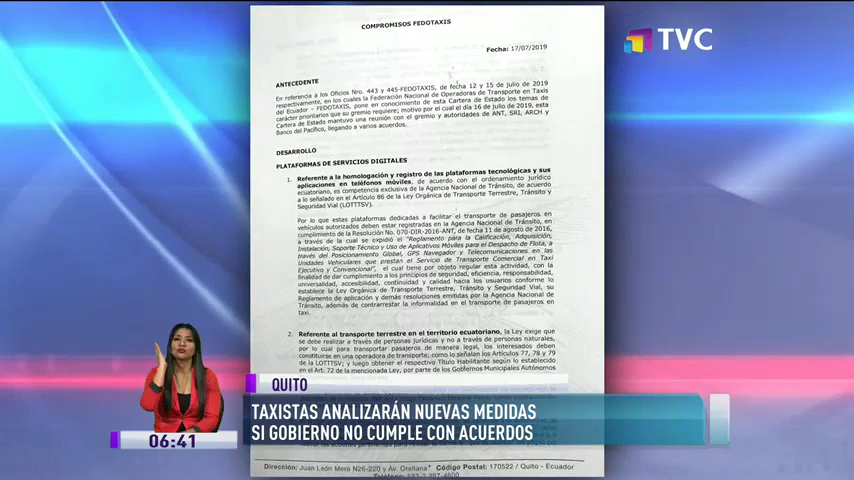 COMPROMISOS FEDOTAXIS
Fecha: 17/07/2019
TVC
ANTECEDENTE
En referencia a los Oficios Nro. 443 y 445-FEDOTAXIS, de fecha 12 y 15 de julio de 2019
respectivamente, en los cuales la Federación Nacional de Operadoras de Transporte en Taxis
del Ecuador – FEDOTAXIS, pone en conocimiento de esta Cartera de Estado los temas de
carácter prioritarios que su gremio requiere; motivo por el cual el día 16 de julio de 2019, esta
Cartera de Estado mantuvo una reunión con el gremio y autoridades de ANT, SRI, ARCH y
Banco del Pacífico, llegando a varios acuerdos.
DESARROLLO
PLATAFORMAS DE SERVICIOS DIGITALES
1. Referente a la homologación y registro de las plataformas tecnológicas y sus
aplicaciones en teléfonos móviles, de acuerdo con el ordenamiento jurídico
ecuatoriano, es competencia exclusiva de la Agencia Nacional de Tránsito, de acuerdo
a lo señalado en el Artículo 86 de la Ley Orgánica de Transporte Terrestre, Tránsito y
Seguridad Vial (LOTTTSV).
Por lo que estas plataformas dedicadas a facilitar el transporte de pasajeros en
vehículos autorizados deben estar registradas en la Agencia Nacional de Tránsito, en
cumplimiento de la Resolución No. 070-DIR-2016-ANT, de fecha 11 de agosto de 2016,
a través de la cual se expidió el "Reglamento para la Calificación, Adquisición,
Instalación, Soporte Técnico y Uso de Aplicativos Móviles para el Despacho de Flota, a
través del Posicionamiento Global, GPS Navegador y Telecomunicaciones en las
Unidades Vehiculares que prestan el Servicio de Transporte Comercial en Taxi
Ejecutivo y Convencional", el cual tiene por objeto regular esta actividad, con la
finalidad de dar cumplimiento a los principios de seguridad, eficiencia, responsabilidad,
universalidad, accesibilidad, continuidad y calidad hacia los usuarios conforme lo
establece la Ley Orgánica de Transporte Terrestre, Tránsito y Seguridad Vial, su
Reglamento de aplicación y demás resoluciones emitidas por la Agencia Nacional de
Tránsito, además de contrarrestar la informalidad en el transporte de pasajeros en
taxi.
2. Referente al transporte terrestre en el territorio ecuatoriano, la Ley exige que
se debe realizar a través de personas jurídicas y no a través de personas naturales,
por lo cual para transportar pasajeros de manera legal, los interesados deben
constituirse en una operadora de transporte, como lo señalan los Artículos 77, 78 y 79
de la LOTTTSV; y luego obtener el respectivo Título Habilitante según lo establecido
en el Art. 72 de la mencionada Ley, por parte de los Gobiernos Municipales Autónomos
QUITO
TAXISTAS ANALIZARÁN NUEVAS MEDIDAS
SI GOBIERNO NO CUMPLE CON ACUERDOS
06:41
Dirección: Juan León Mera N26-220 y Av. Orellana Código Postal: 170522 / Quito - Ecuador
Teléfono: 593-2 397-4600